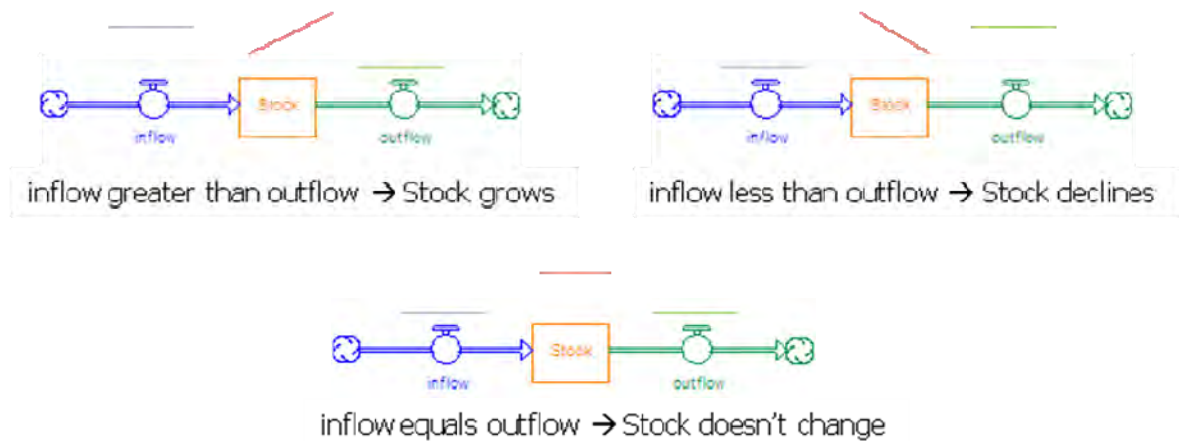 Stock
inflow
outflow
inflow greater than outflow → Stock grows
Stock
inflow
outflow
inflow less than outflow → Stock declines
Stock
inflow
outflow
inflow equals outflow → Stock doesn't change